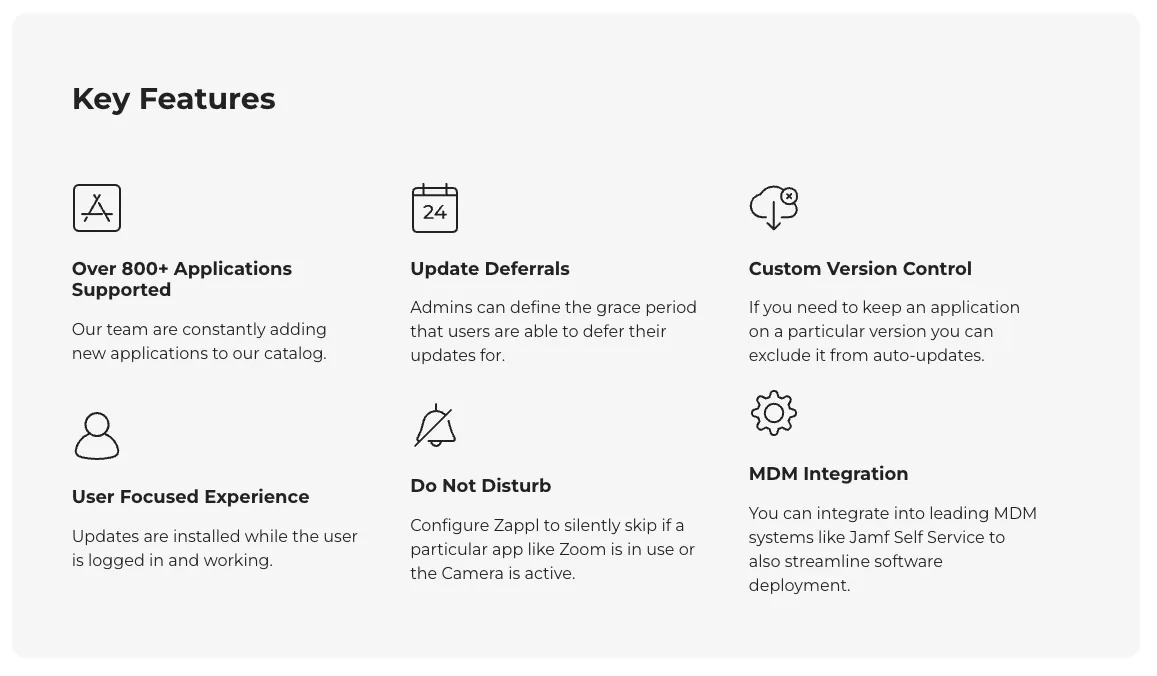 Key Features
24
Over 800+ Applications
Supported
Our team are constantly adding
new applications to our catalog.
Update Deferrals
Admins can define the grace period
that users are able to defer their
updates for.
Custom Version Control
If you need to keep an application
on a particular version you can
exclude it from auto-updates.
User Focused Experience
Updates are installed while the user
is logged in and working.
Do Not Disturb
Configure Zappl to silently skip if a
particular app like Zoom is in use or
the Camera is active.
MDM Integration
You can integrate into leading MDM
systems like Jamf Self Service to
also streamline software
deployment.